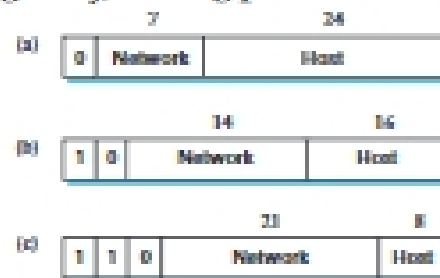 7 24
(a) 0 Network Host
14 16
(b) 1 0 Network Host
21 8
(c) 1 1 0 Network Host